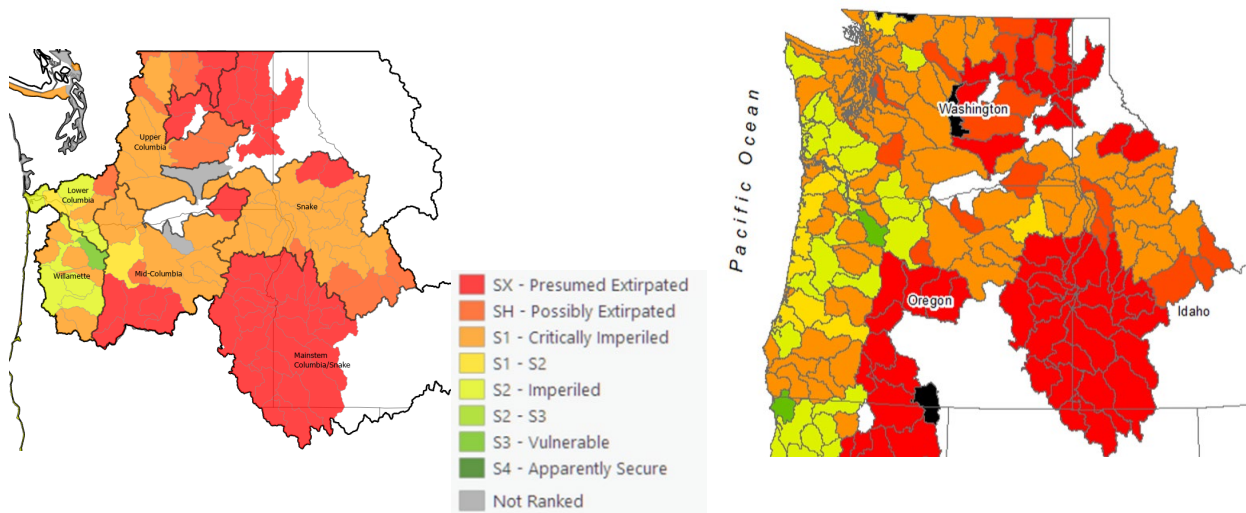 Upper
Columbia
Lower
Columbia
Snake
Willamette
Mid-Columbia
Mainstem
Columbia/Snake
SX - Presumed Extirpated
SH - Possibly Extirpated
S1 - Critically Imperiled
S1 - S2
S2 - Imperiled
S2 - S3
S3 - Vulnerable
S4 - Apparently Secure
Not Ranked
Pacific Ocean
Washington
Oregon
Idaho